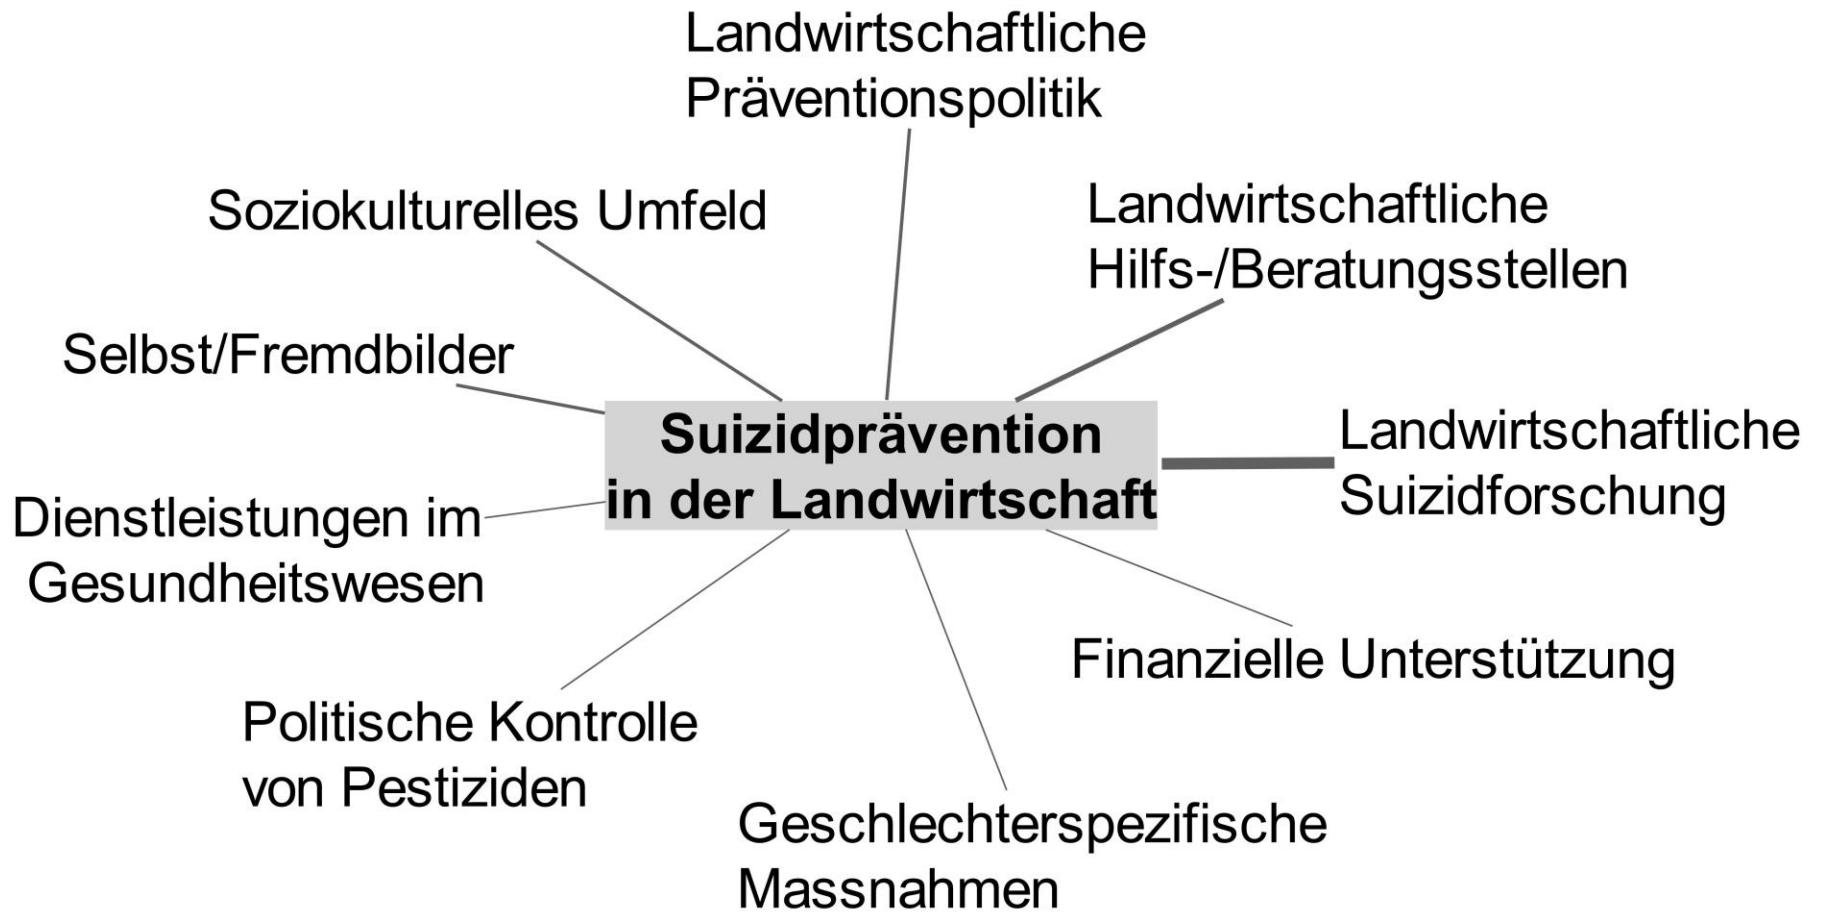 Landwirtschaftliche
Präventionspolitik
Soziokulturelles Umfeld
Landwirtschaftliche
Hilfs-/Beratungsstellen
Selbst/Fremdbilder
Suizidprävention
in der Landwirtschaft
Landwirtschaftliche
Suizidforschung
Dienstleistungen im
Gesundheitswesen
Finanzielle Unterstützung
Politische Kontrolle
von Pestiziden
Geschlechterspezifische
Massnahmen